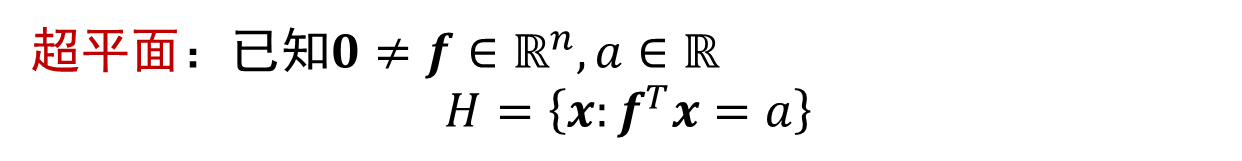 超平面：已知𝟎 ≠ 𝒇 ∈ ℝⁿ, 𝑎 ∈ ℝ
𝐻 = {𝒙: 𝒇ᵀ𝒙 = 𝑎}